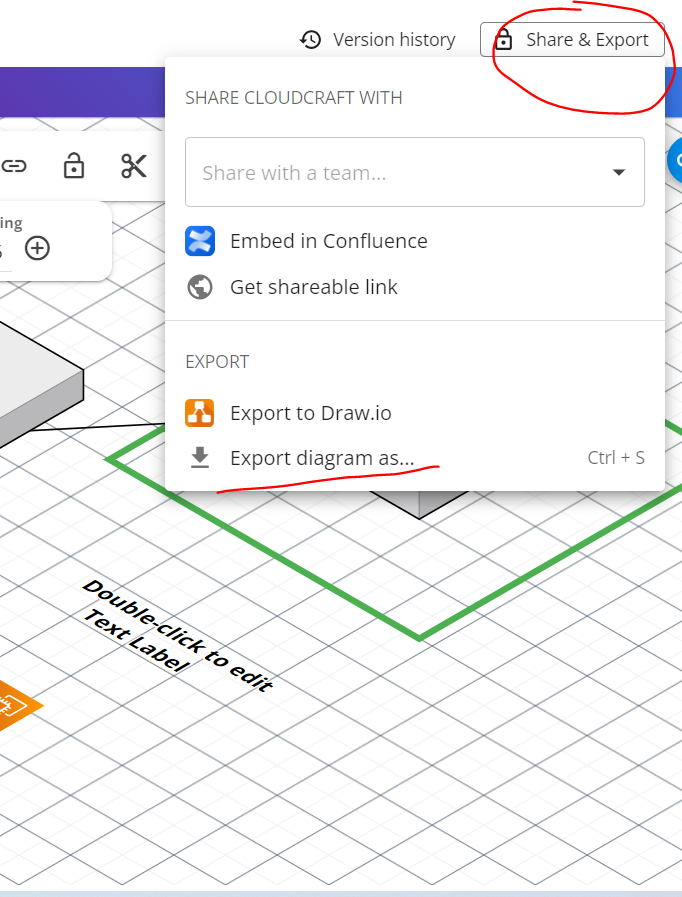 Version history
Share & Export
SHARE CLOUDCRAFT WITH
Share with a team...
ing
Embed in Confluence
Get shareable link
EXPORT
Export to Draw.io
Export diagram as...
Ctrl + S
Double-click to edit
Text Label